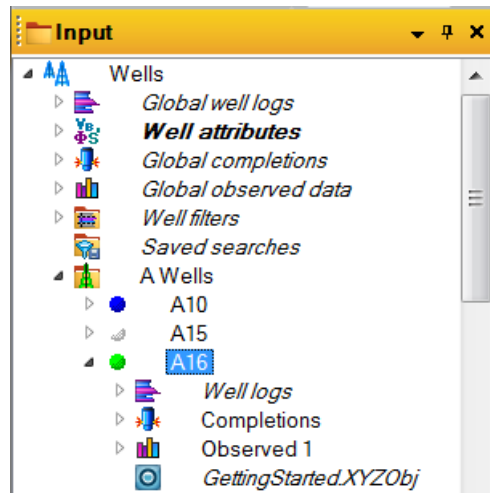 Input
Wells
Global well logs
Well attributes
Global completions
Global observed data
Well filters
Saved searches
A Wells
A10
A15
A16
Well logs
Completions
Observed 1
GettingStarted.XYZObj